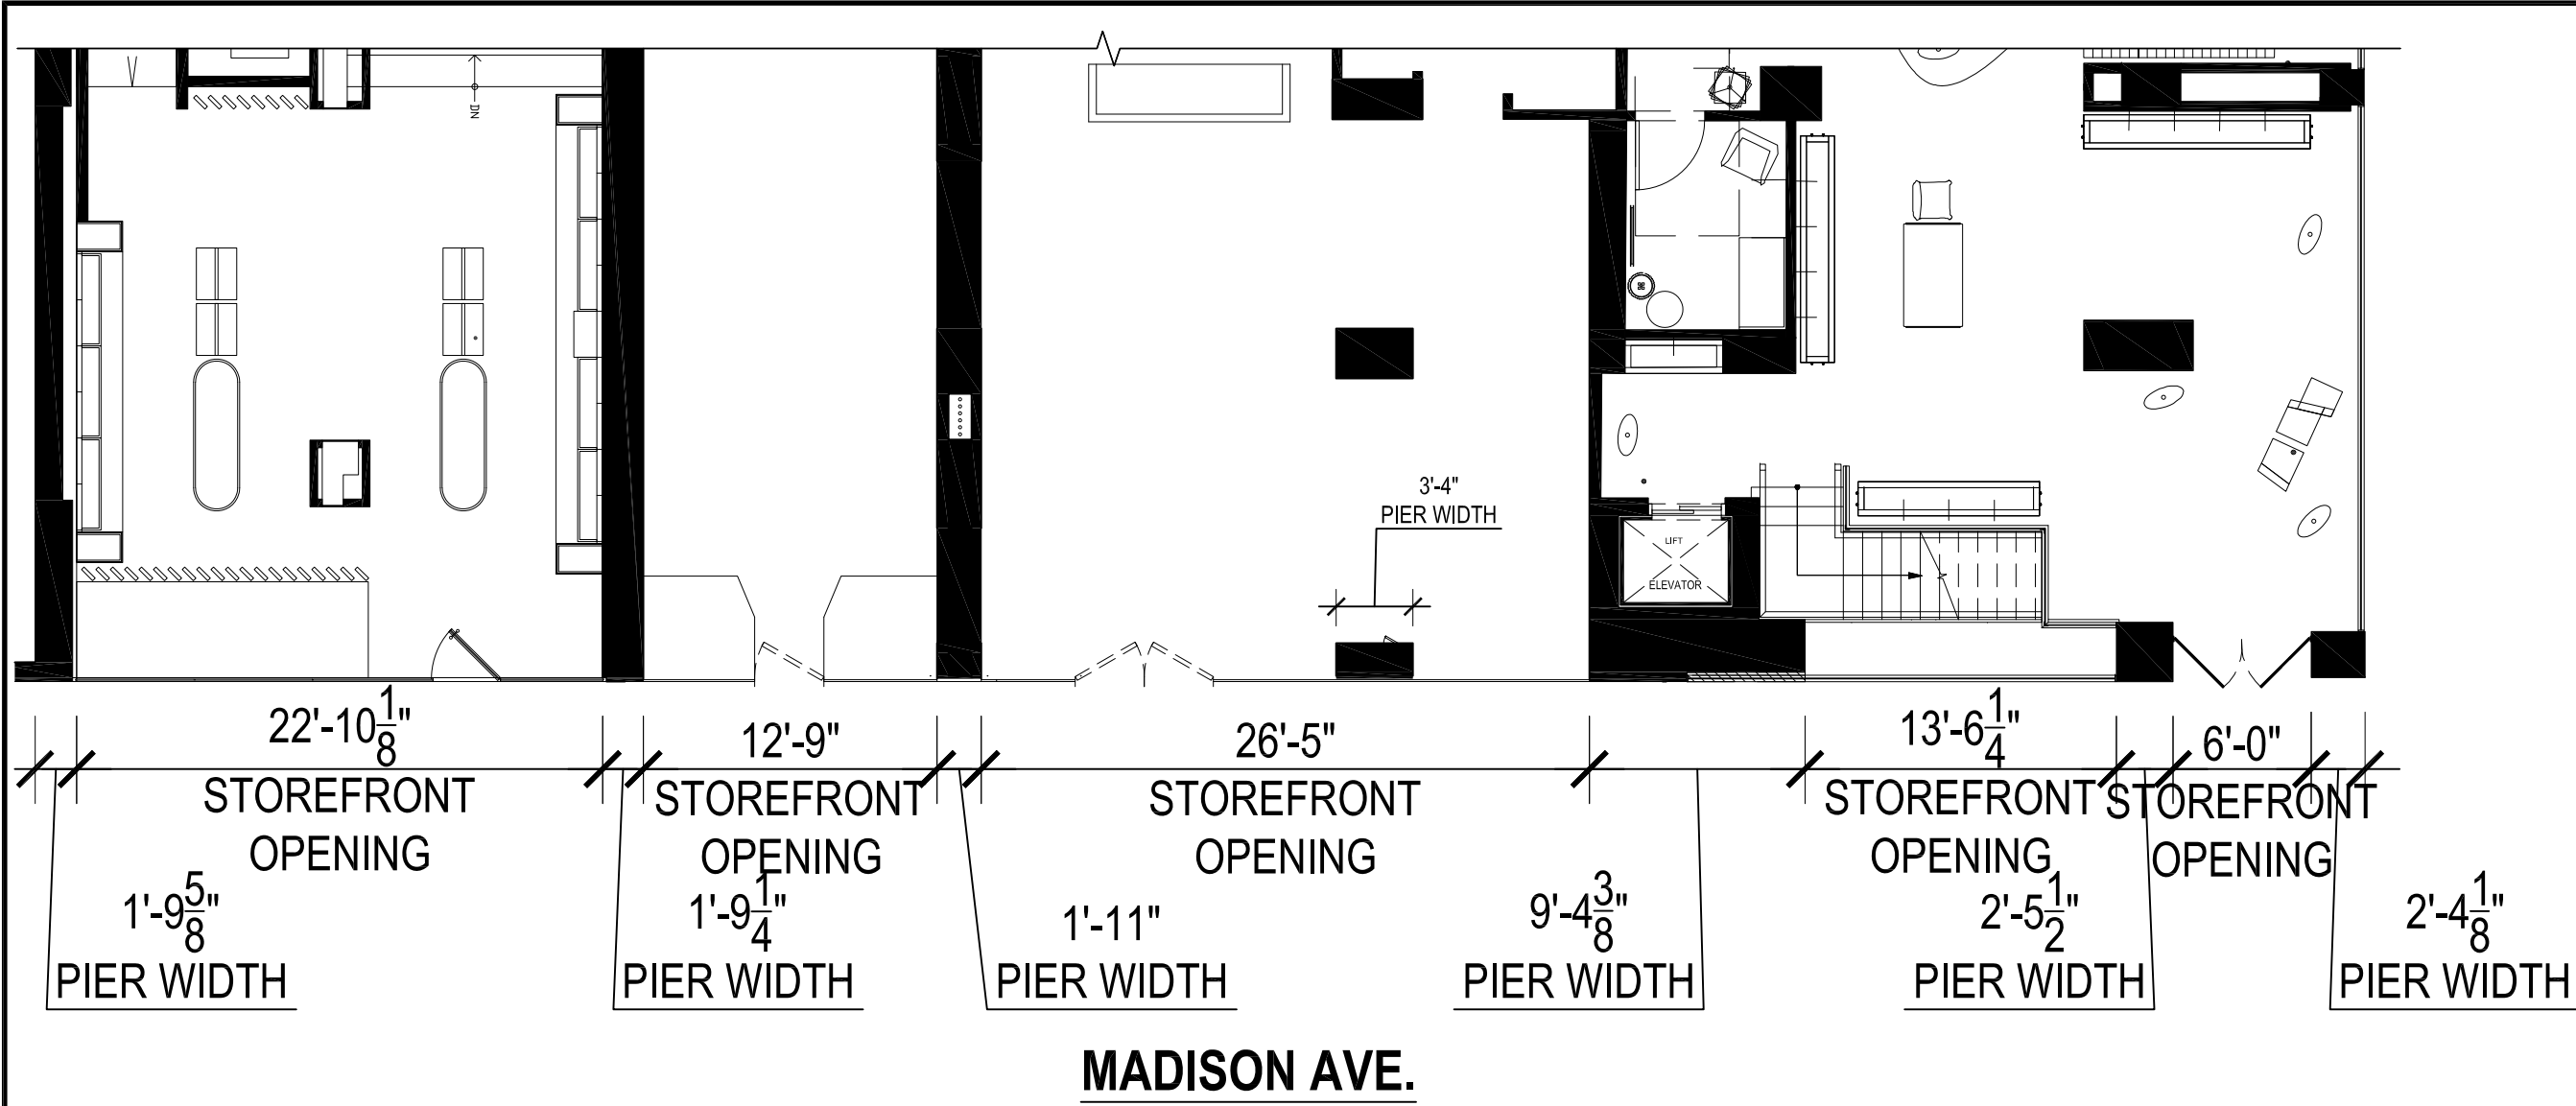 DN
3'-4"
PIER WIDTH
LIFT
ELEVATOR
22'-10 1/8"
STOREFRONT
OPENING
12'-9"
STOREFRONT
OPENING
26'-5"
STOREFRONT
OPENING
13'-6 1/4"
STOREFRONT
OPENING
6'-0"
STOREFRONT
OPENING
1'-9 5/8"
PIER WIDTH
1'-9 1/4"
PIER WIDTH
1'-11"
PIER WIDTH
9'-4 3/8"
PIER WIDTH
2'-5 1/2"
PIER WIDTH
2'-4 1/8"
PIER WIDTH
MADISON AVE.